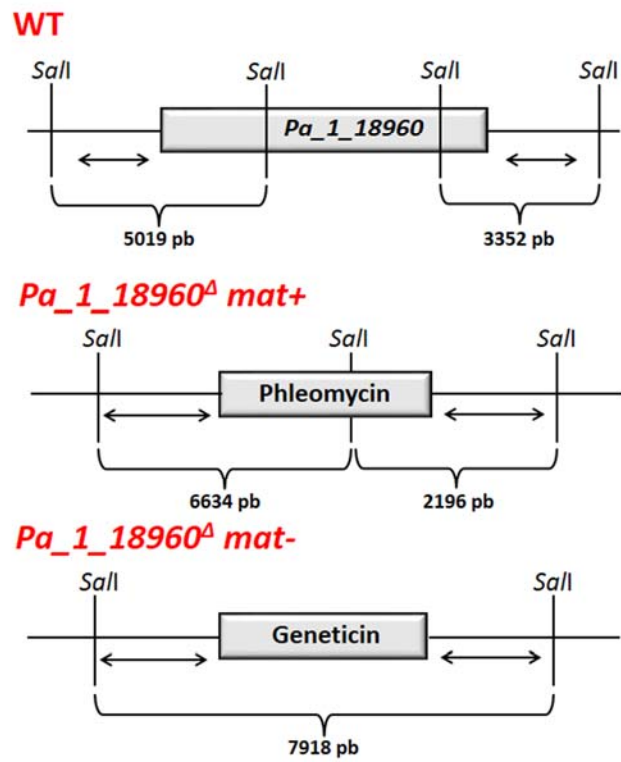 WT
SalI SalI SalI SalI
Pa_1_18960
5019 pb 3352 pb
Pa_1_18960Δ mat+
SalI SalI SalI
Phleomycin
6634 pb 2196 pb
Pa_1_18960Δ mat-
SalI SalI
Geneticin
7918 pb